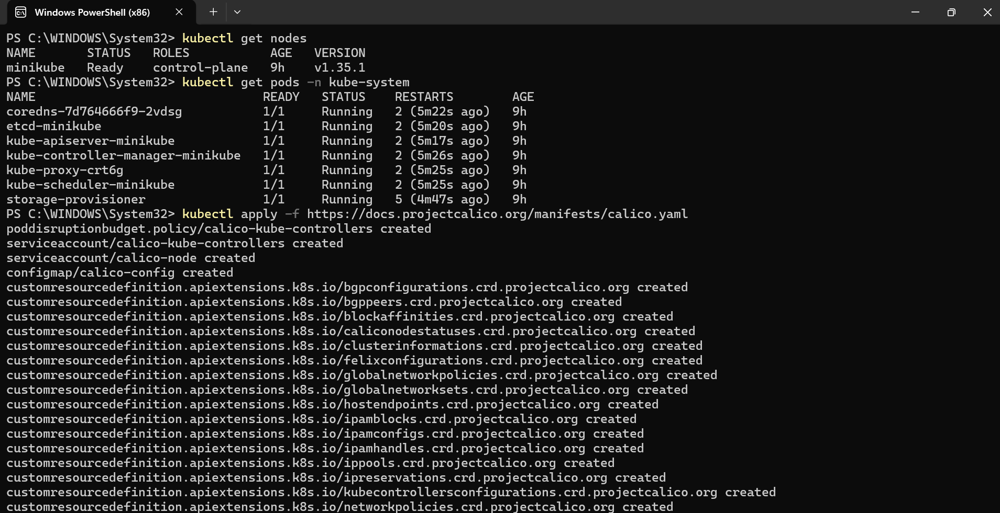 Windows PowerShell (x86)
PS C:\WINDOWS\System32> kubectl get nodes
NAME       STATUS   ROLES           AGE   VERSION
minikube   Ready    control-plane   9h    v1.35.1
PS C:\WINDOWS\System32> kubectl get pods -n kube-system
NAME                               READY   STATUS    RESTARTS        AGE
coredns-7d764666f9-2vdsg           1/1     Running   2 (5m22s ago)   9h
etcd-minikube                      1/1     Running   2 (5m20s ago)   9h
kube-apiserver-minikube            1/1     Running   2 (5m17s ago)   9h
kube-controller-manager-minikube   1/1     Running   2 (5m26s ago)   9h
kube-proxy-crt6g                   1/1     Running   2 (5m25s ago)   9h
kube-scheduler-minikube            1/1     Running   2 (5m25s ago)   9h
storage-provisioner                1/1     Running   5 (4m47s ago)   9h
PS C:\WINDOWS\System32> kubectl apply -f https://docs.projectcalico.org/manifests/calico.yaml
poddisruptionbudget.policy/calico-kube-controllers created
serviceaccount/calico-kube-controllers created
serviceaccount/calico-node created
configmap/calico-config created
customresourcedefinition.apiextensions.k8s.io/bgpconfigurations.crd.projectcalico.org created
customresourcedefinition.apiextensions.k8s.io/bgppeers.crd.projectcalico.org created
customresourcedefinition.apiextensions.k8s.io/blockaffinities.crd.projectcalico.org created
customresourcedefinition.apiextensions.k8s.io/caliconodestatuses.crd.projectcalico.org created
customresourcedefinition.apiextensions.k8s.io/clusterinformations.crd.projectcalico.org created
customresourcedefinition.apiextensions.k8s.io/felixconfigurations.crd.projectcalico.org created
customresourcedefinition.apiextensions.k8s.io/globalnetworkpolicies.crd.projectcalico.org created
customresourcedefinition.apiextensions.k8s.io/globalnetworksets.crd.projectcalico.org created
customresourcedefinition.apiextensions.k8s.io/hostendpoints.crd.projectcalico.org created
customresourcedefinition.apiextensions.k8s.io/ipamblocks.crd.projectcalico.org created
customresourcedefinition.apiextensions.k8s.io/ipamconfigs.crd.projectcalico.org created
customresourcedefinition.apiextensions.k8s.io/ipamhandles.crd.projectcalico.org created
customresourcedefinition.apiextensions.k8s.io/ippools.crd.projectcalico.org created
customresourcedefinition.apiextensions.k8s.io/ipreservations.crd.projectcalico.org created
customresourcedefinition.apiextensions.k8s.io/kubecontrollersconfigurations.crd.projectcalico.org created
customresourcedefinition.apiextensions.k8s.io/networkpolicies.crd.projectcalico.org created